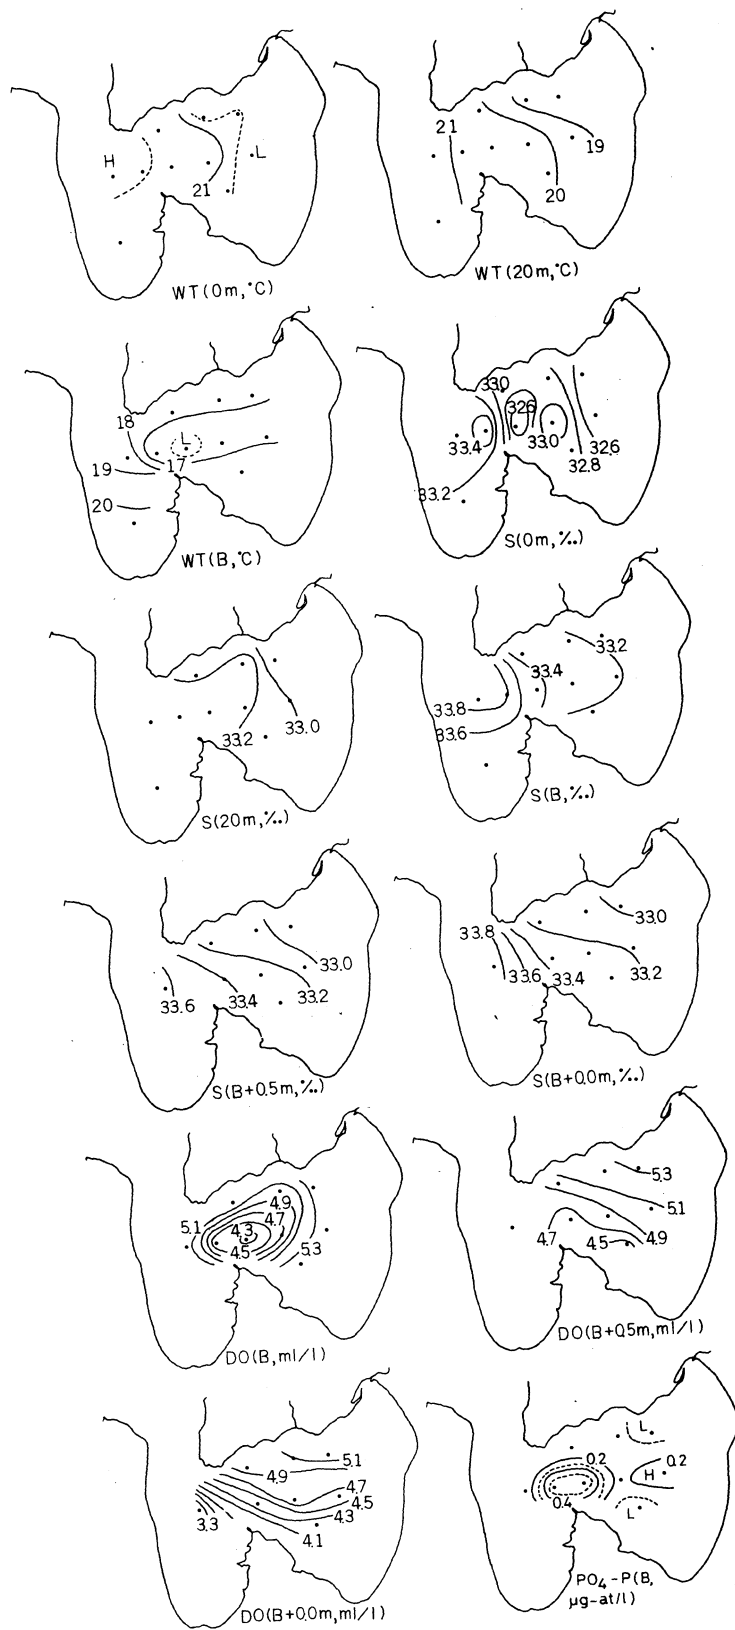 H
L
21
WT(0m,°C)
21
19
20
WT(20m,°C)
18
L
17
19
20
WT(B,°C)
33.0
32.6
33.4
33.0
32.6
32.8
33.2
S(0m,‰)
33.2
33.0
S(20m,‰)
33.2
33.4
33.8
33.6
S(B,‰)
33.0
33.6
33.4
33.2
S(B+0.5m,‰)
33.0
33.8
33.6
33.4
33.2
S(B+0.0m,‰)
4.9
5.1
4.3
4.7
4.5
5.3
DO(B,ml/l)
5.3
5.1
4.7
4.5
4.9
DO(B+0.5m,ml/l)
5.1
4.9
4.7
4.5
3.3
4.3
4.1
DO(B+0.0m,ml/l)
L
0.2
H
0.2
0.4
L
PO₄-P(B,
µg-at/l)